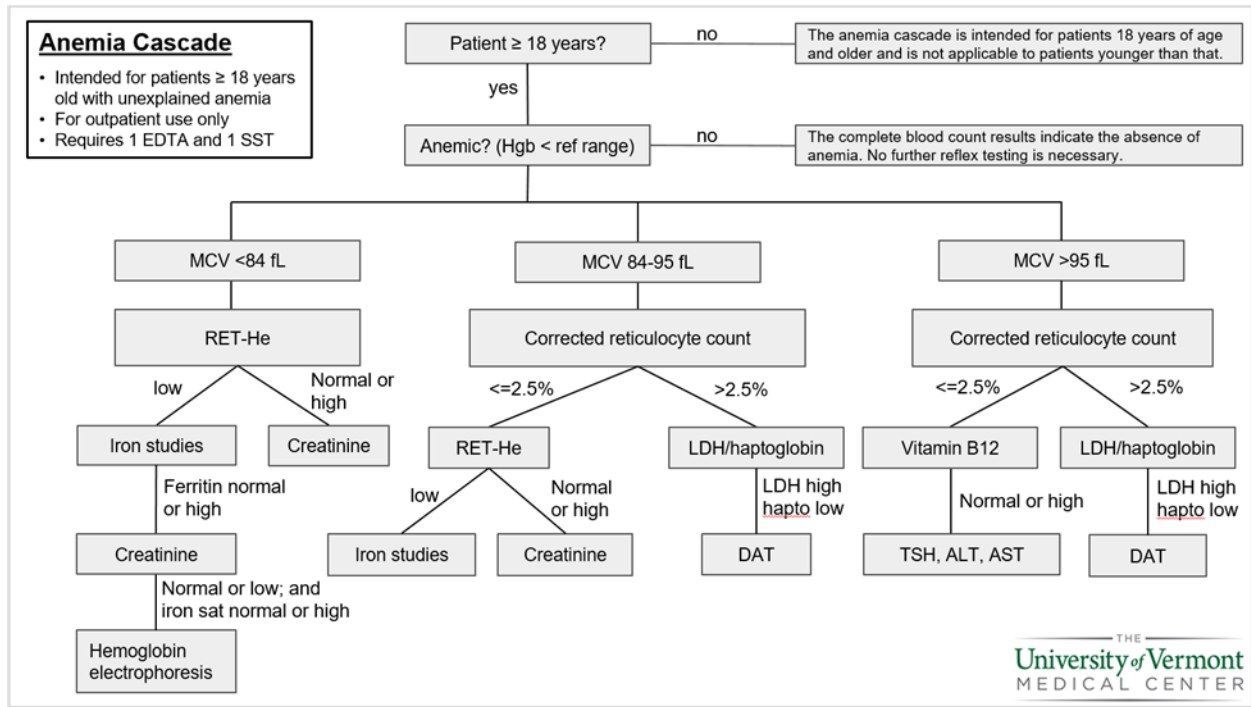 Anemia Cascade
• Intended for patients ≥ 18 years
old with unexplained anemia
• For outpatient use only
• Requires 1 EDTA and 1 SST
Patient ≥ 18 years?
no
The anemia cascade is intended for patients 18 years of age
and older and is not applicable to patients younger than that.
yes
Anemic? (Hgb < ref range)
no
The complete blood count results indicate the absence of
anemia. No further reflex testing is necessary.
MCV <84 fL
MCV 84-95 fL
MCV >95 fL
RET-He
Corrected reticulocyte count
Corrected reticulocyte count
low
Normal or
high
<=2.5%
>2.5%
<=2.5%
>2.5%
Iron studies
Creatinine
RET-He
LDH/haptoglobin
Vitamin B12
LDH/haptoglobin
Ferritin normal
or high
low
Normal
or high
LDH high
hapto low
Normal or high
LDH high
hapto low
Creatinine
Iron studies
Creatinine
DAT
TSH, ALT, AST
DAT
Normal or low; and
iron sat normal or high
Hemoglobin
electrophoresis
THE
University of Vermont
MEDICAL CENTER